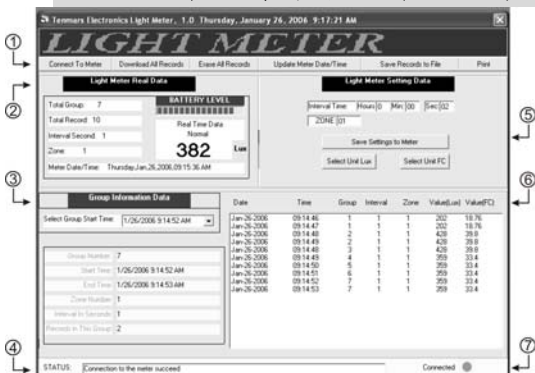 Tenmars Electronics Light Meter, 1.0 Thursday, January 26, 2006 9:17:21 AM
LIGHT METER
Connect To Meter Download All Records Erase All Records Update Meter Date/Time Save Records to File Print
①
②
Light Meter Real Data
Total Group: 7
Total Record: 10
Interval Second: 1
Zone: 1
BATTERY LEVEL
Real Time Data
Normal
382 Lux
Meter Date/Time: Thursday,Jan,26,2006,09:15:36 AM
Light Meter Setting Data
Interval Time: Hours 0 Min: 00 Sec: 02
ZONE 01
Save Settings to Meter
Select Unit Lux Select Unit FC
⑤
③
Group Information Data
Select Group Start Time: 1/26/2006 9:14:52 AM
Group Number: 7
Start Time: 1/26/2006 9:14:52 AM
End Time: 1/26/2006 9:14:53 AM
Zone Number: 1
Interval In Seconds: 1
Records in This Group: 2
⑥
Date Time Group Interval Zone Value(Lux) Value(FC)
Jan-26-2006 09:14:46 1 1 1 202 18.76
Jan-26-2006 09:14:47 1 1 1 202 18.76
Jan-26-2006 09:14:48 2 1 1 428 39.8
Jan-26-2006 09:14:49 2 1 1 428 39.8
Jan-26-2006 09:14:48 3 1 1 428 39.8
Jan-26-2006 09:14:49 4 1 1 359 33.4
Jan-26-2006 09:14:50 5 1 1 359 33.4
Jan-26-2006 09:14:51 6 1 1 359 33.4
Jan-26-2006 09:14:52 7 1 1 359 33.4
Jan-26-2006 09:14:53 7 1 1 359 33.4
④
STATUS: Connection to the meter succeed Connected
⑦